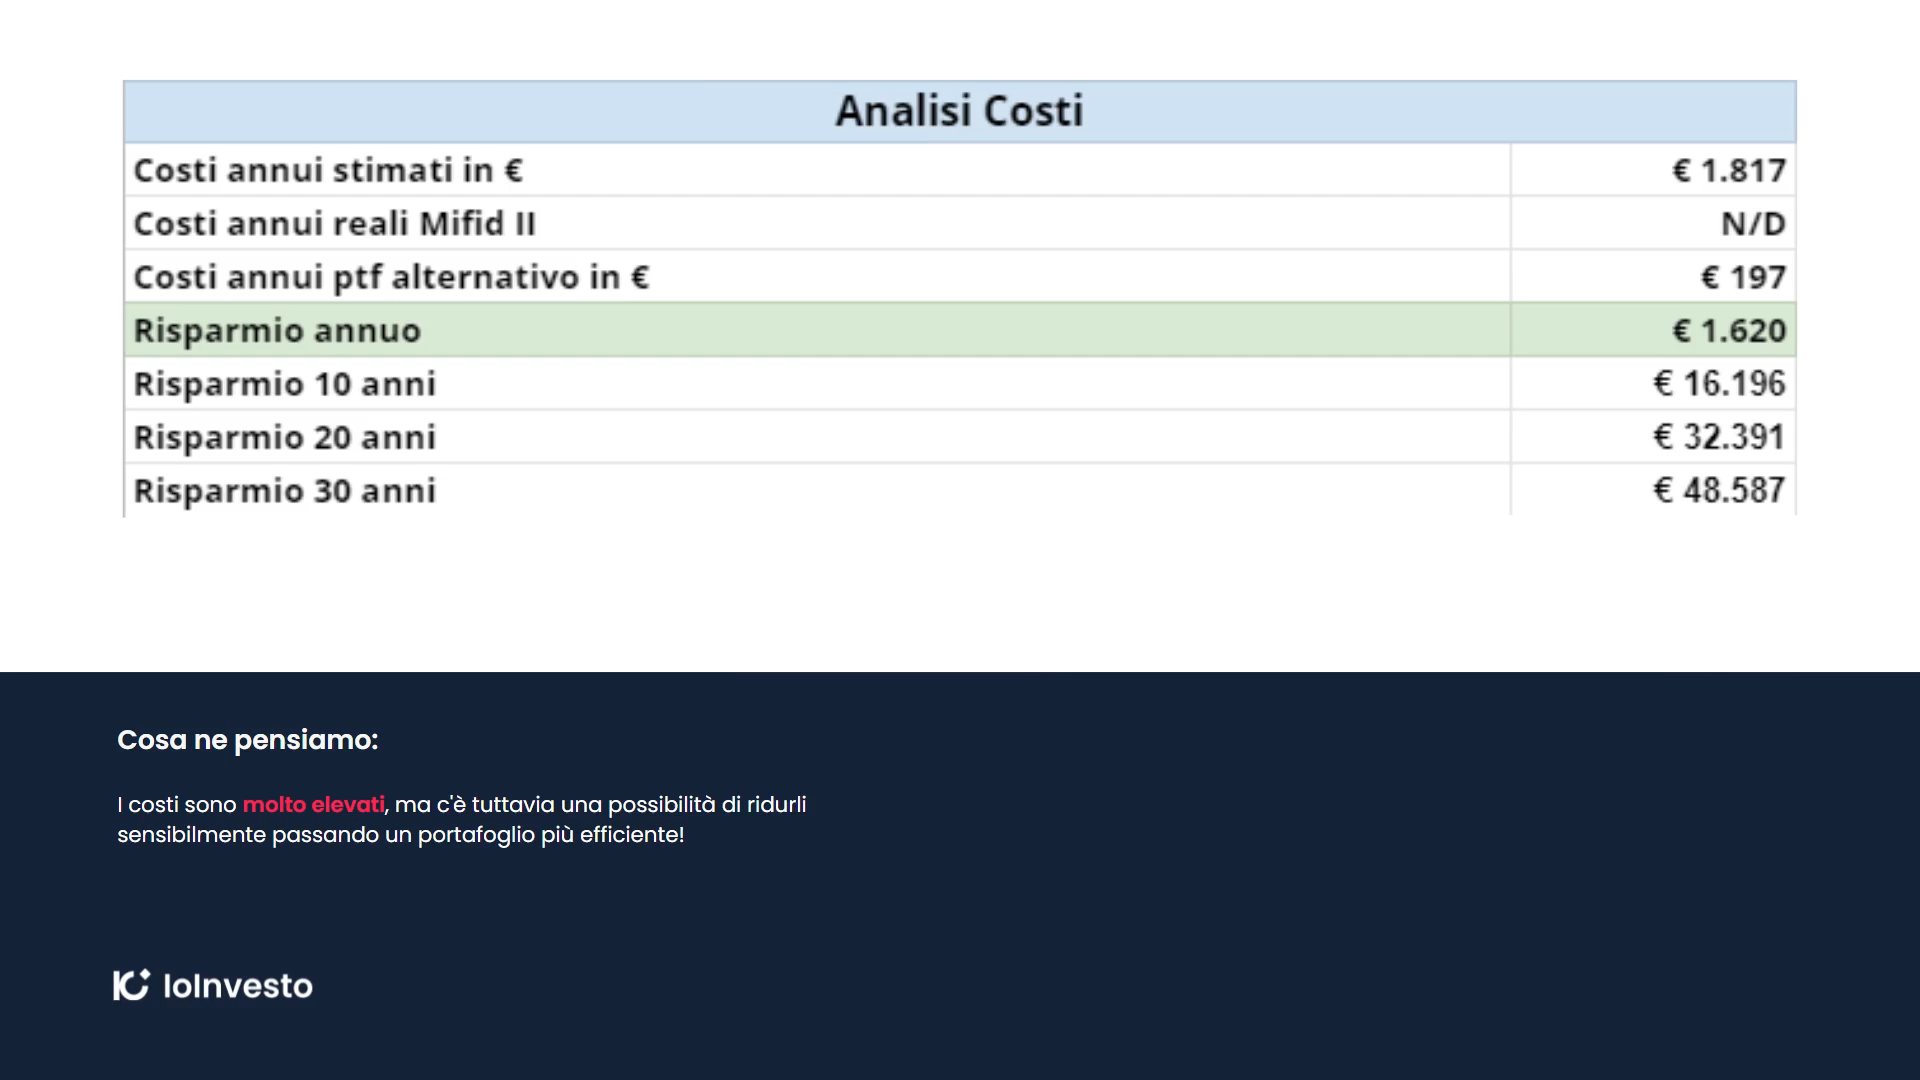 Analisi Costi
Costi annui stimati in € € 1.817
Costi annui reali Mifid II N/D
Costi annui ptf alternativo in € € 197
Risparmio annuo € 1.620
Risparmio 10 anni € 16.196
Risparmio 20 anni € 32.391
Risparmio 30 anni € 48.587
Cosa ne pensiamo:
I costi sono molto elevati, ma c'è tuttavia una possibilità di ridurli
sensibilmente passando un portafoglio più efficiente!
IoInvesto